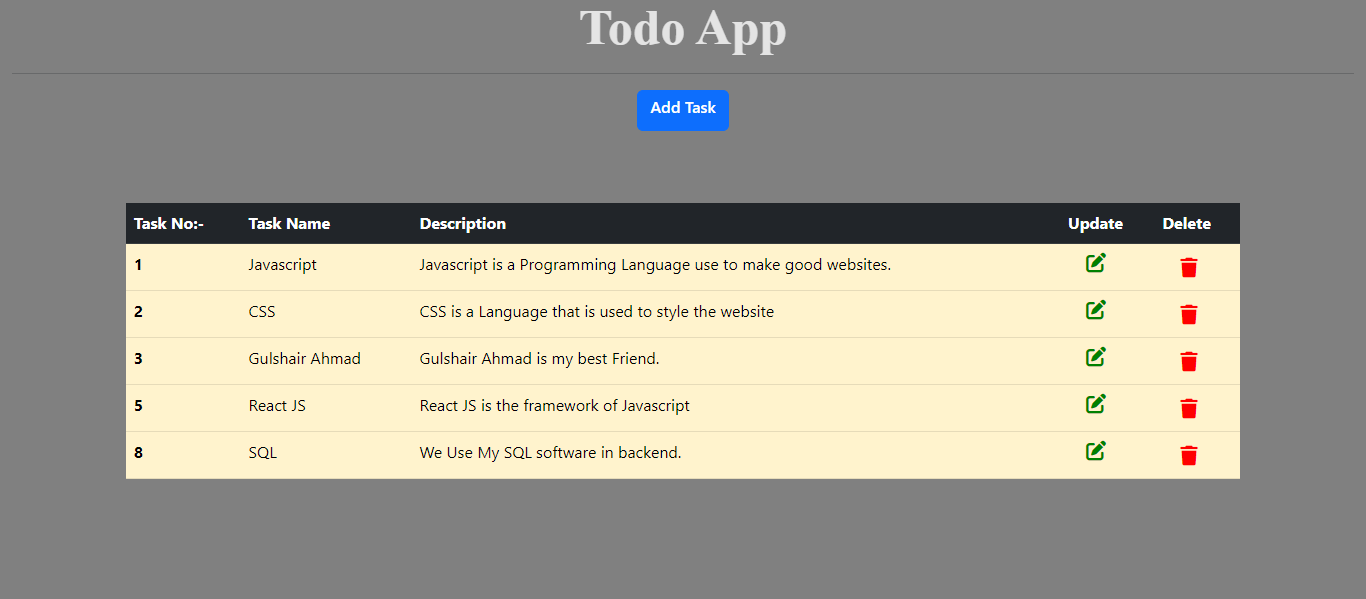 Todo App
Add Task
Task No:- Task Name Description Update Delete
1 Javascript Javascript is a Programming Language use to make good websites.
2 CSS CSS is a Language that is used to style the website
3 Gulshair Ahmad Gulshair Ahmad is my best Friend.
5 React JS React JS is the framework of Javascript
8 SQL We Use My SQL software in backend.